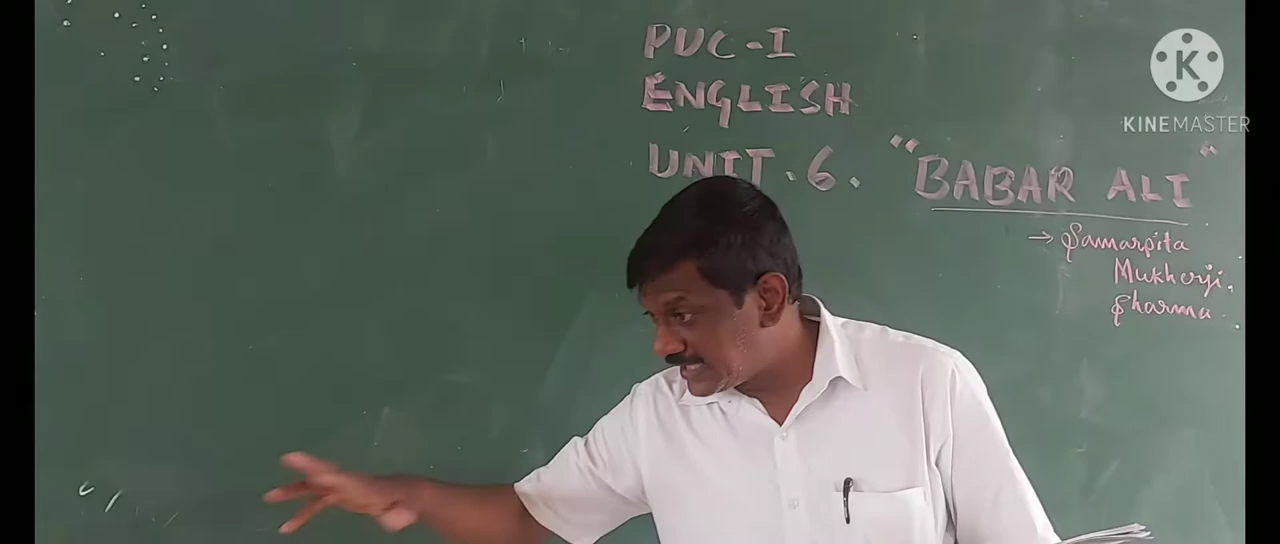 PUC-I
ENGLISH
UNIT.6. "BABAR ALI"
→ Samarpita
Mukherji.
Sharma.
K
KINEMASTER